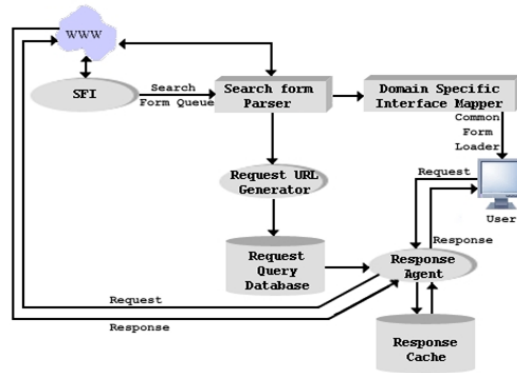 WWW
SFI
Search
Form Queue
Search form
Parser
Domain Specific
Interface Mapper
Common
Form
Loader
Request URL
Generator
Request
User
Response
Request
Query
Database
Response
Agent
Request
Response
Response
Cache